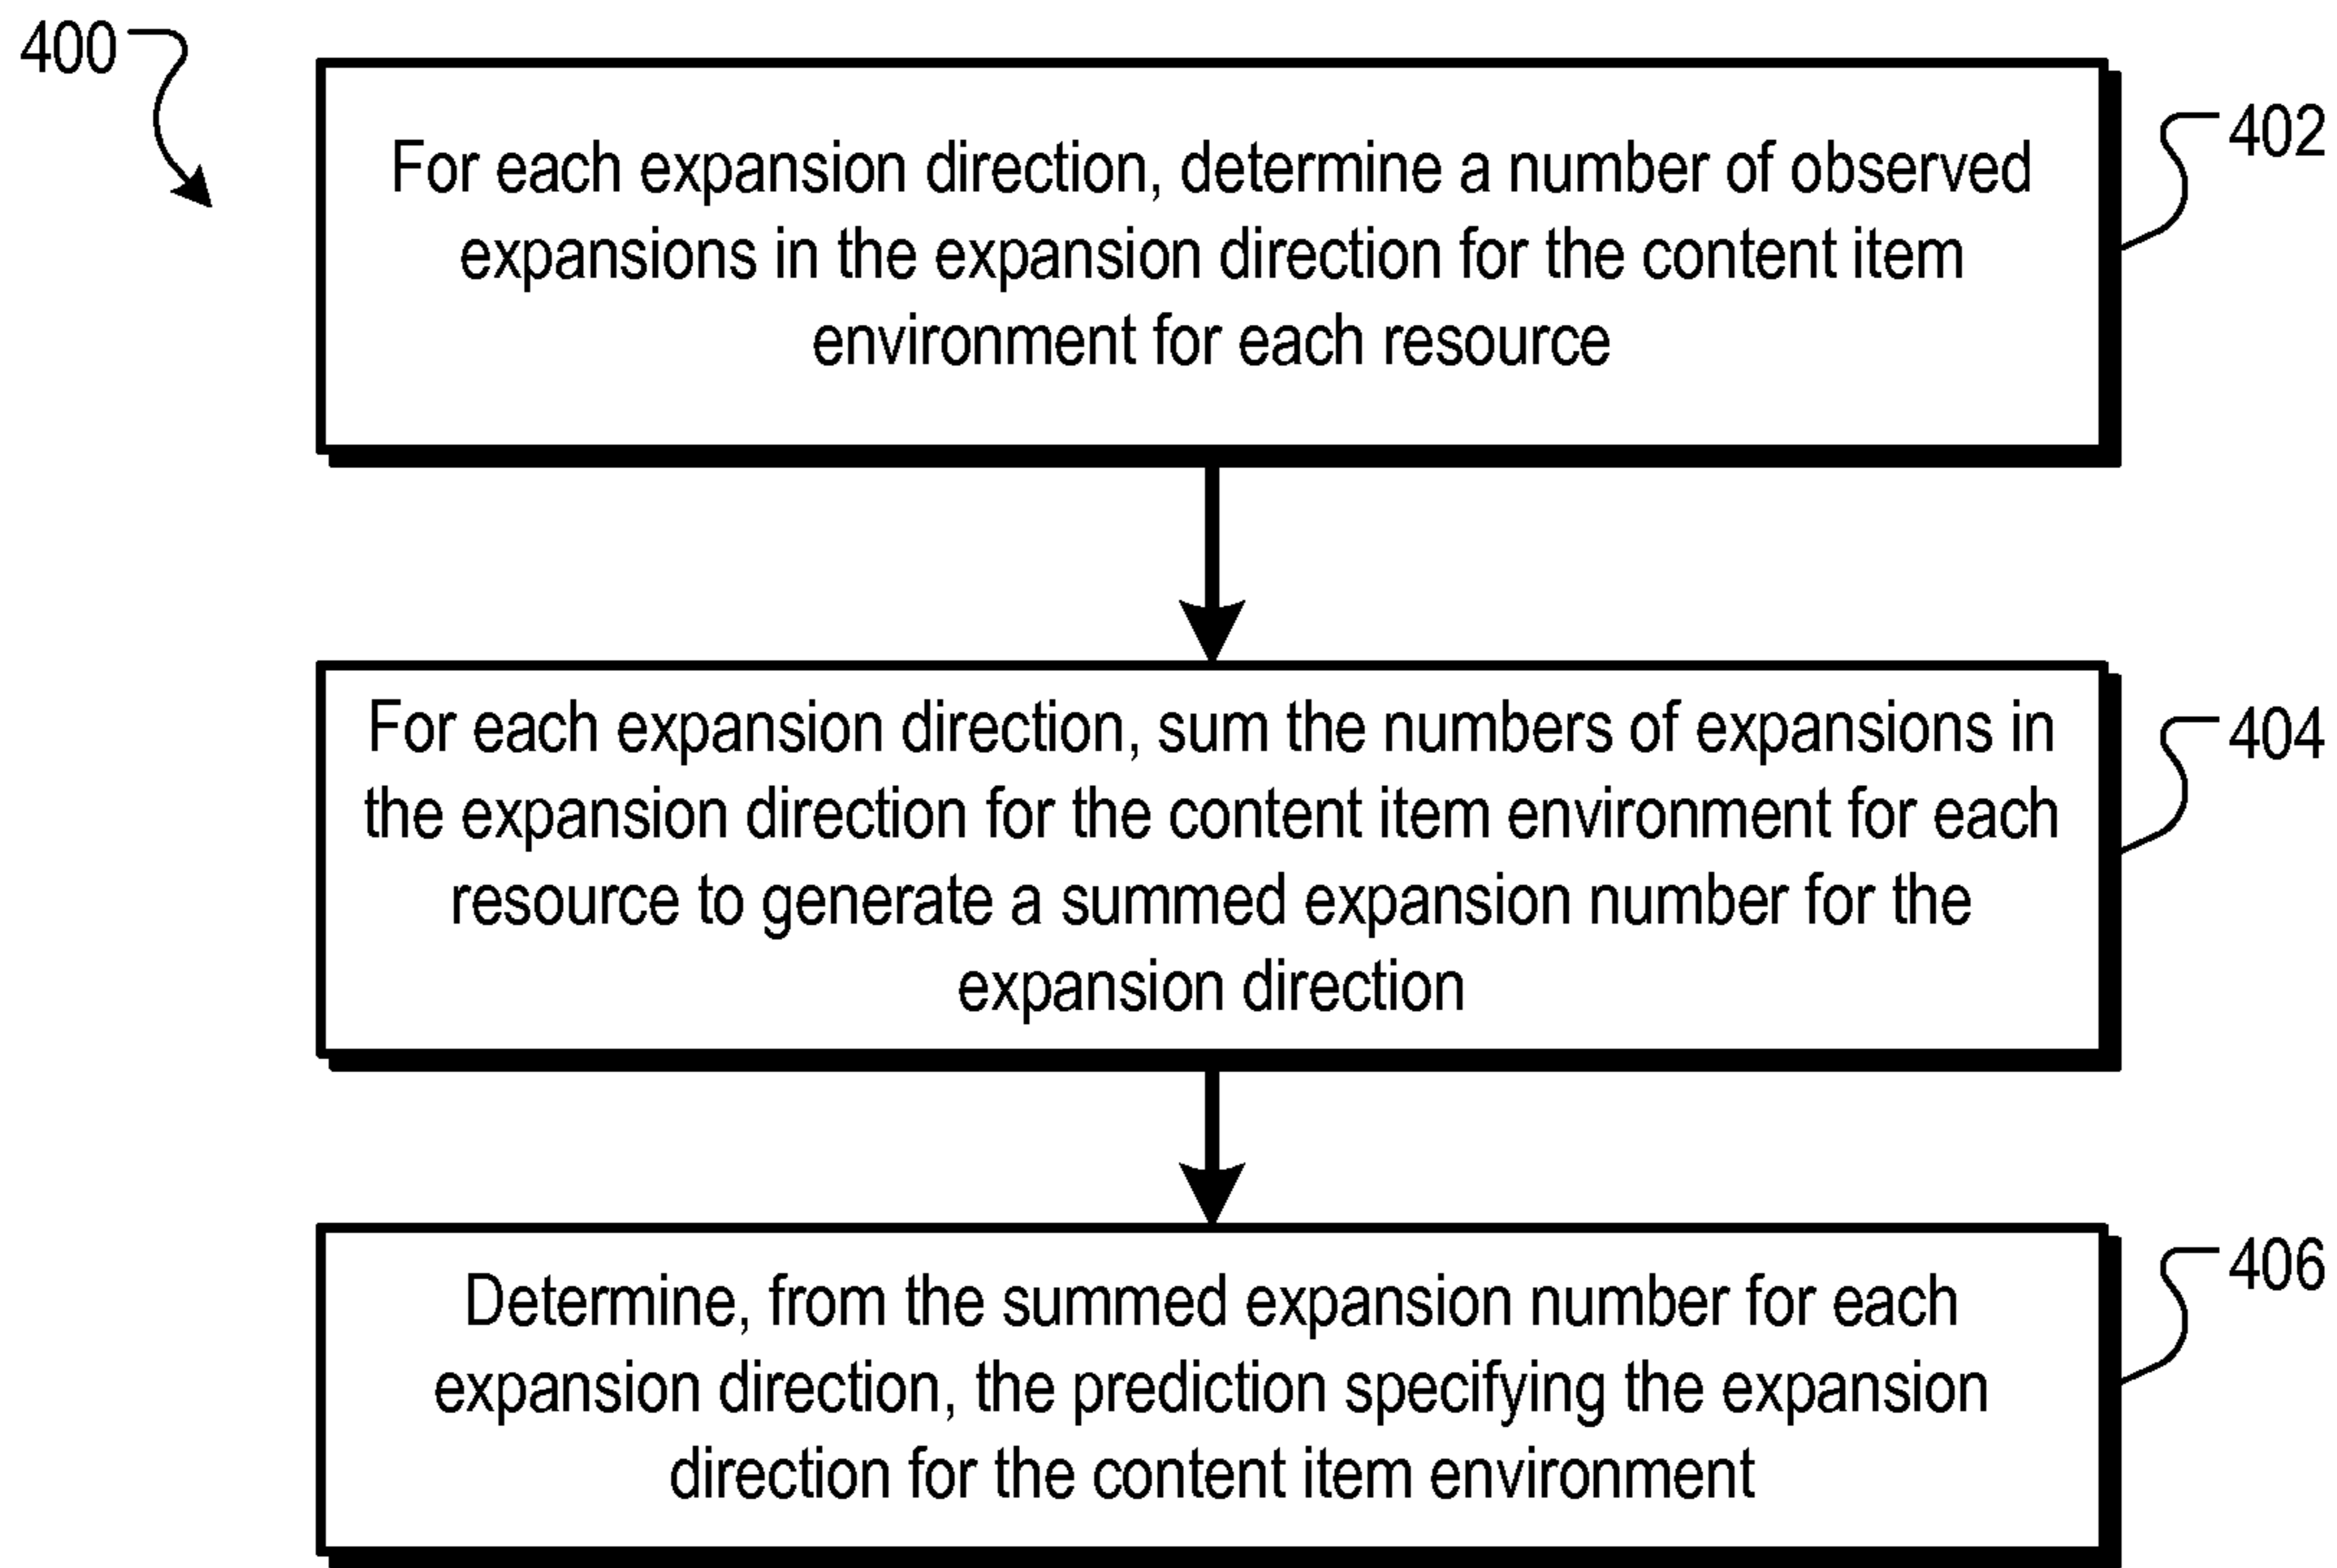 400
For each expansion direction, determine a number of observed
expansions in the expansion direction for the content item
environment for each resource
402
For each expansion direction, sum the numbers of expansions in
the expansion direction for the content item environment for each
resource to generate a summed expansion number for the
expansion direction
404
Determine, from the summed expansion number for each
expansion direction, the prediction specifying the expansion
direction for the content item environment
406